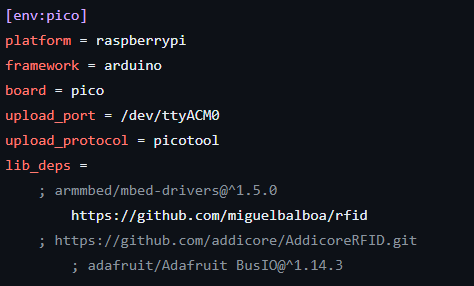 [env:pico]
platform = raspberrypi
framework = arduino
board = pico
upload_port = /dev/ttyACM0
upload_protocol = picotool
lib_deps =
    ; armmbed/mbed-drivers@^1.5.0
        https://github.com/miguelbalboa/rfid
    ; https://github.com/addicore/AddicoreRFID.git
        ; adafruit/Adafruit BusIO@^1.14.3